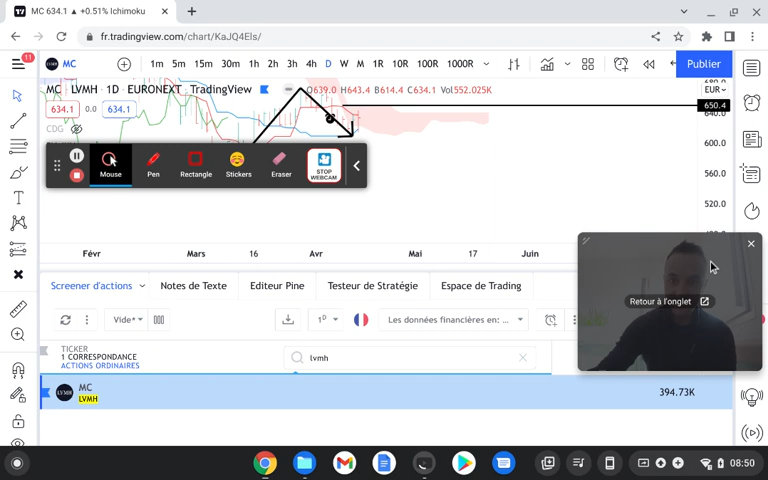 MC 634.1 ▲ +0.51% Ichimoku
fr.tradingview.com/chart/KaJQ4EIs/
11
MC
1m 5m 15m 30m 1h 2h 3h 4h D W M 1R 10R 100R 1000R
Publier
MC · LVMH · 1D · EURONEXT · TradingView
O639.0 H643.4 B614.4 C634.1 Vol552.025K
EUR
634.1 0.0 634.1
CDG
650.4
640.0
600.0
560.0
520.0
Mouse
Pen
Rectangle
Stickers
Eraser
STOP
WEBCAM
Févr Mars 16 Avr Mai 17 Juin
Screener d'actions
Notes de Texte
Editeur Pine
Testeur de Stratégie
Espace de Trading
Retour à l'onglet
Vide*
1D
Les données financières en: ...
TICKER
1 CORRESPONDANCE
ACTIONS ORDINAIRES
lvmh
LVMH
MC
LVMH
394.73K
08:50